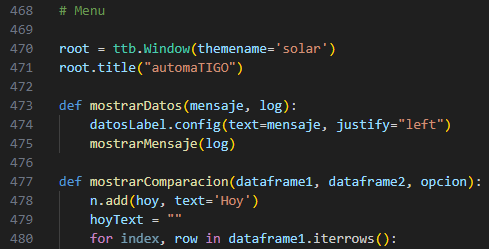 468 # Menu
469
470 root = ttb.Window(themename='solar')
471 root.title("automaTIGO")
472
473 def mostrarDatos(mensaje, log):
474     datosLabel.config(text=mensaje, justify="left")
475     mostrarMensaje(log)
476
477 def mostrarComparacion(dataframe1, dataframe2, opcion):
478     n.add(hoy, text='Hoy')
479     hoyText = ""
480     for index, row in dataframe1.iterrows():